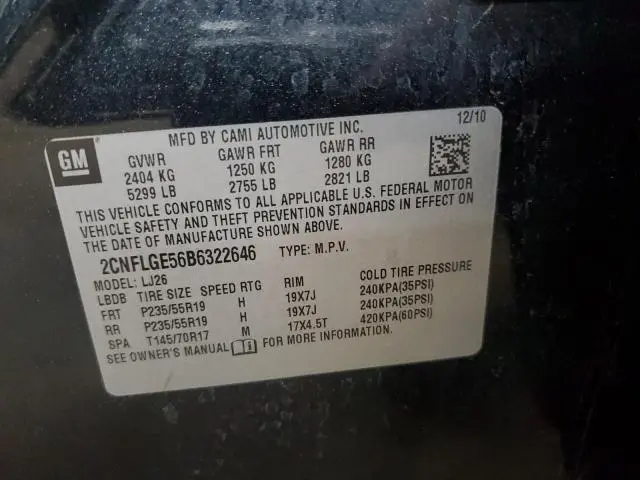 GM
MFD BY CAMI AUTOMOTIVE INC. 12/10
GVWR GAWR FRT GAWR RR
2404 KG 1250 KG 1280 KG
5299 LB 2755 LB 2821 LB
THIS VEHICLE CONFORMS TO ALL APPLICABLE U.S. FEDERAL MOTOR
VEHICLE SAFETY AND THEFT PREVENTION STANDARDS IN EFFECT ON
THE DATE OF MANUFACTURE SHOWN ABOVE.
2CNFLGE56B6322646 TYPE: M.P.V.
MODEL: LJ26
LBDB TIRE SIZE SPEED RTG RIM COLD TIRE PRESSURE
FRT P235/55R19 H 19X7J 240KPA(35PSI)
RR P235/55R19 H 19X7J 240KPA(35PSI)
SPA T145/70R17 M 17X4.5T 420KPA(60PSI)
SEE OWNER'S MANUAL FOR MORE INFORMATION.